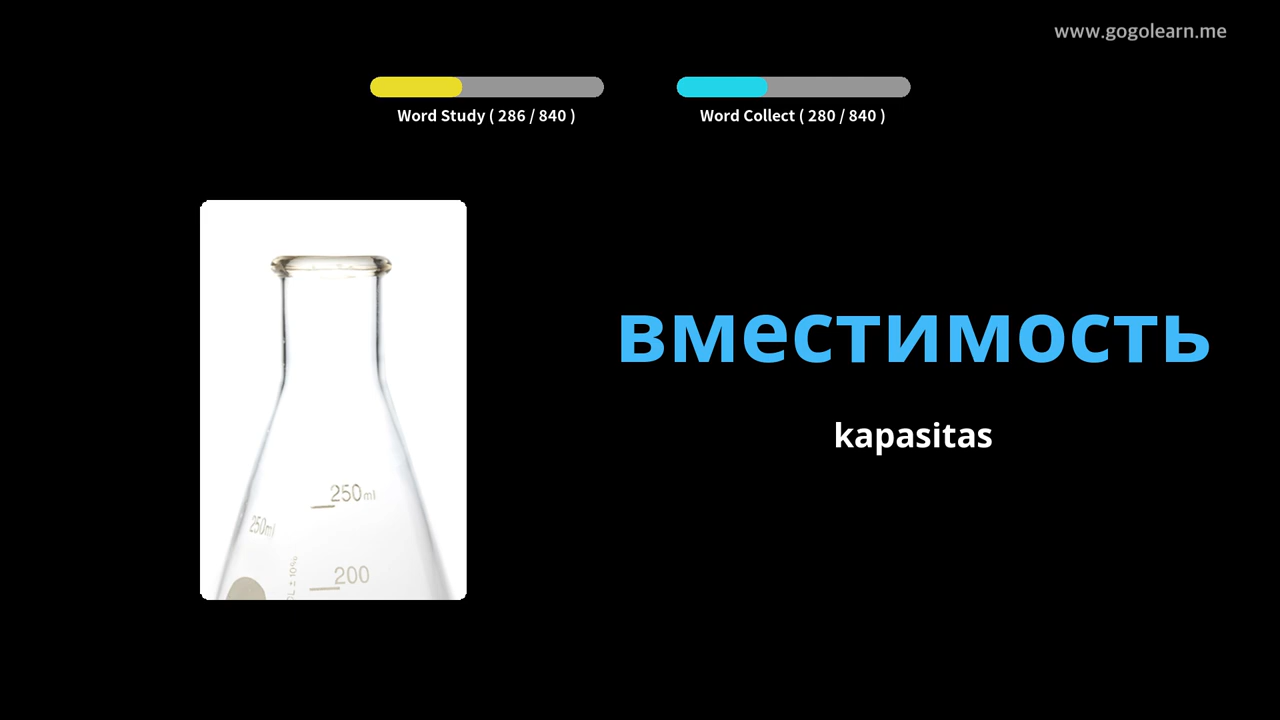 www.gogolearn.me
Word Study ( 286 / 840 )
Word Collect ( 280 / 840 )
вместимость
kapasitas
250ml
250ml
200